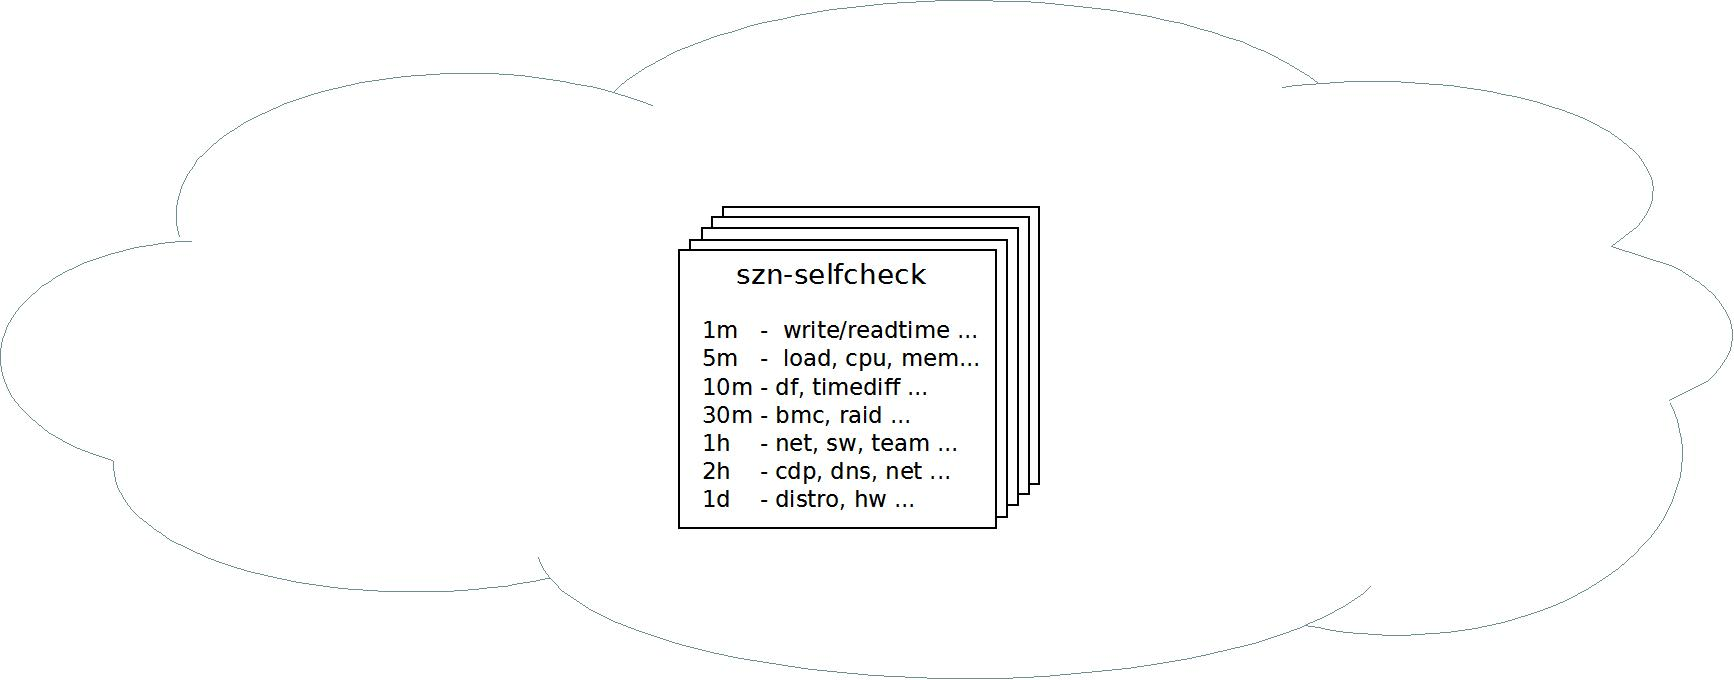 szn-selfcheck
1m - write/readtime ...
5m - load, cpu, mem...
10m - df, timediff ...
30m - bmc, raid ...
1h - net, sw, team ...
2h - cdp, dns, net ...
1d - distro, hw ...